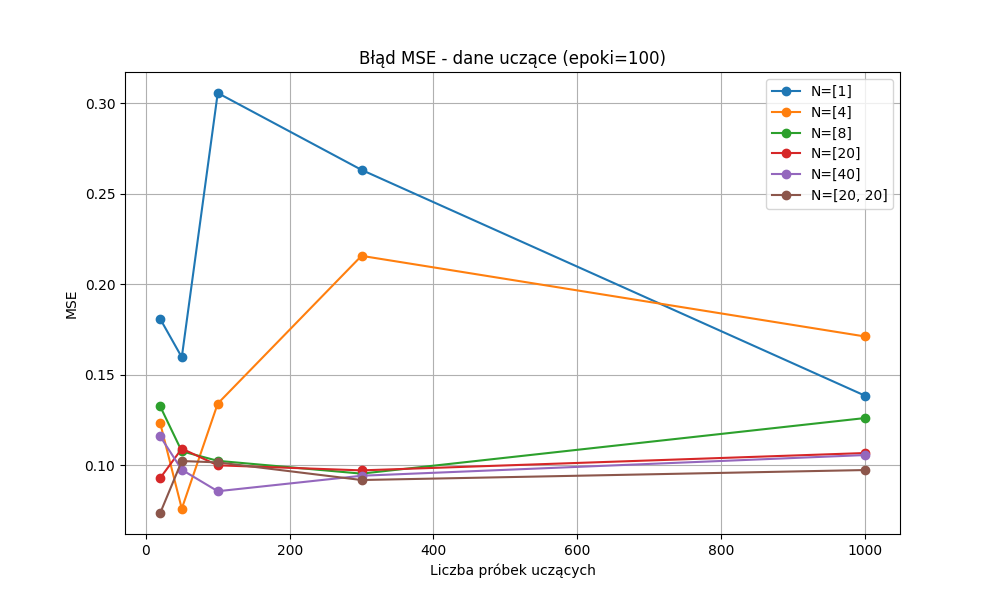 Błąd MSE - dane uczące (epoki=100)
N=[1]
N=[4]
N=[8]
N=[20]
N=[40]
N=[20, 20]
MSE
0.30
0.25
0.20
0.15
0.10
0 200 400 600 800 1000
Liczba próbek uczących